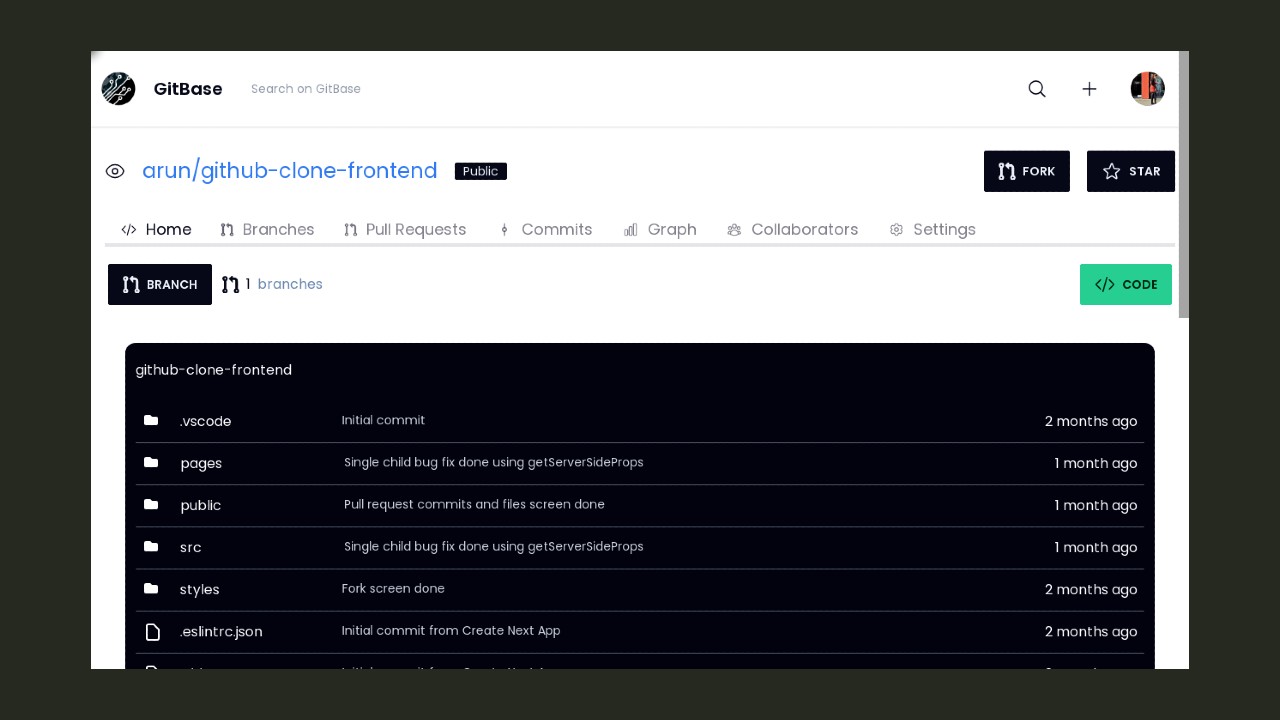 GitBase Search on GitBase
arun/github-clone-frontend Public FORK STAR
Home Branches Pull Requests Commits Graph Collaborators Settings
BRANCH 1 branches CODE
github-clone-frontend
.vscode Initial commit 2 months ago
pages Single child bug fix done using getServerSideProps 1 month ago
public Pull request commits and files screen done 1 month ago
src Single child bug fix done using getServerSideProps 1 month ago
styles Fork screen done 2 months ago
.eslintrc.json Initial commit from Create Next App 2 months ago